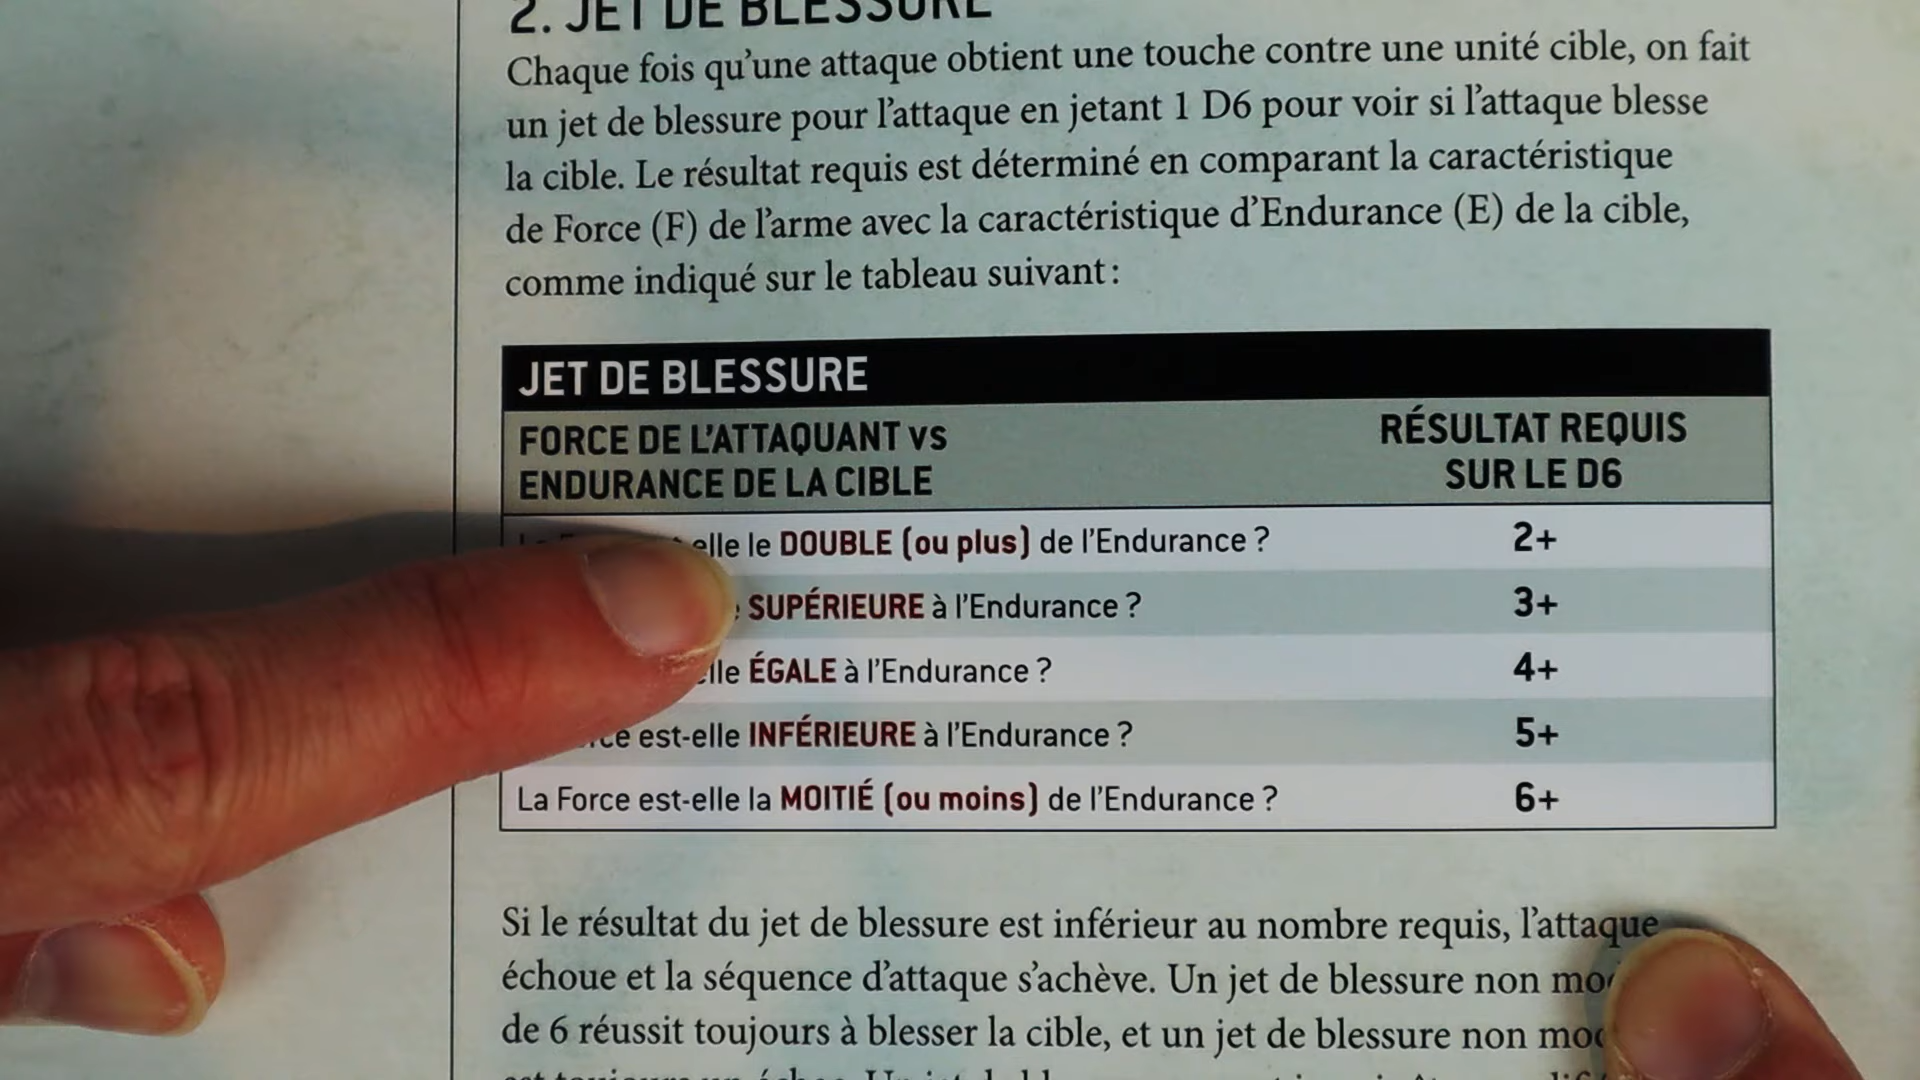 2. JET DE BLESSURE
Chaque fois qu'une attaque obtient une touche contre une unité cible, on fait
un jet de blessure pour l'attaque en jetant 1 D6 pour voir si l'attaque blesse
la cible. Le résultat requis est déterminé en comparant la caractéristique
de Force (F) de l'arme avec la caractéristique d'Endurance (E) de la cible,
comme indiqué sur le tableau suivant :
JET DE BLESSURE
FORCE DE L'ATTAQUANT VS
ENDURANCE DE LA CIBLE
RÉSULTAT REQUIS
SUR LE D6
elle le DOUBLE (ou plus) de l'Endurance ? 2+
SUPÉRIEURE à l'Endurance ? 3+
ÉGALE à l'Endurance ? 4+
est-elle INFÉRIEURE à l'Endurance ? 5+
La Force est-elle la MOITIÉ (ou moins) de l'Endurance ? 6+
Si le résultat du jet de blessure est inférieur au nombre requis, l'attaque
échoue et la séquence d'attaque s'achève. Un jet de blessure non
de 6 réussit toujours à blesser la cible, et un jet de blessure non